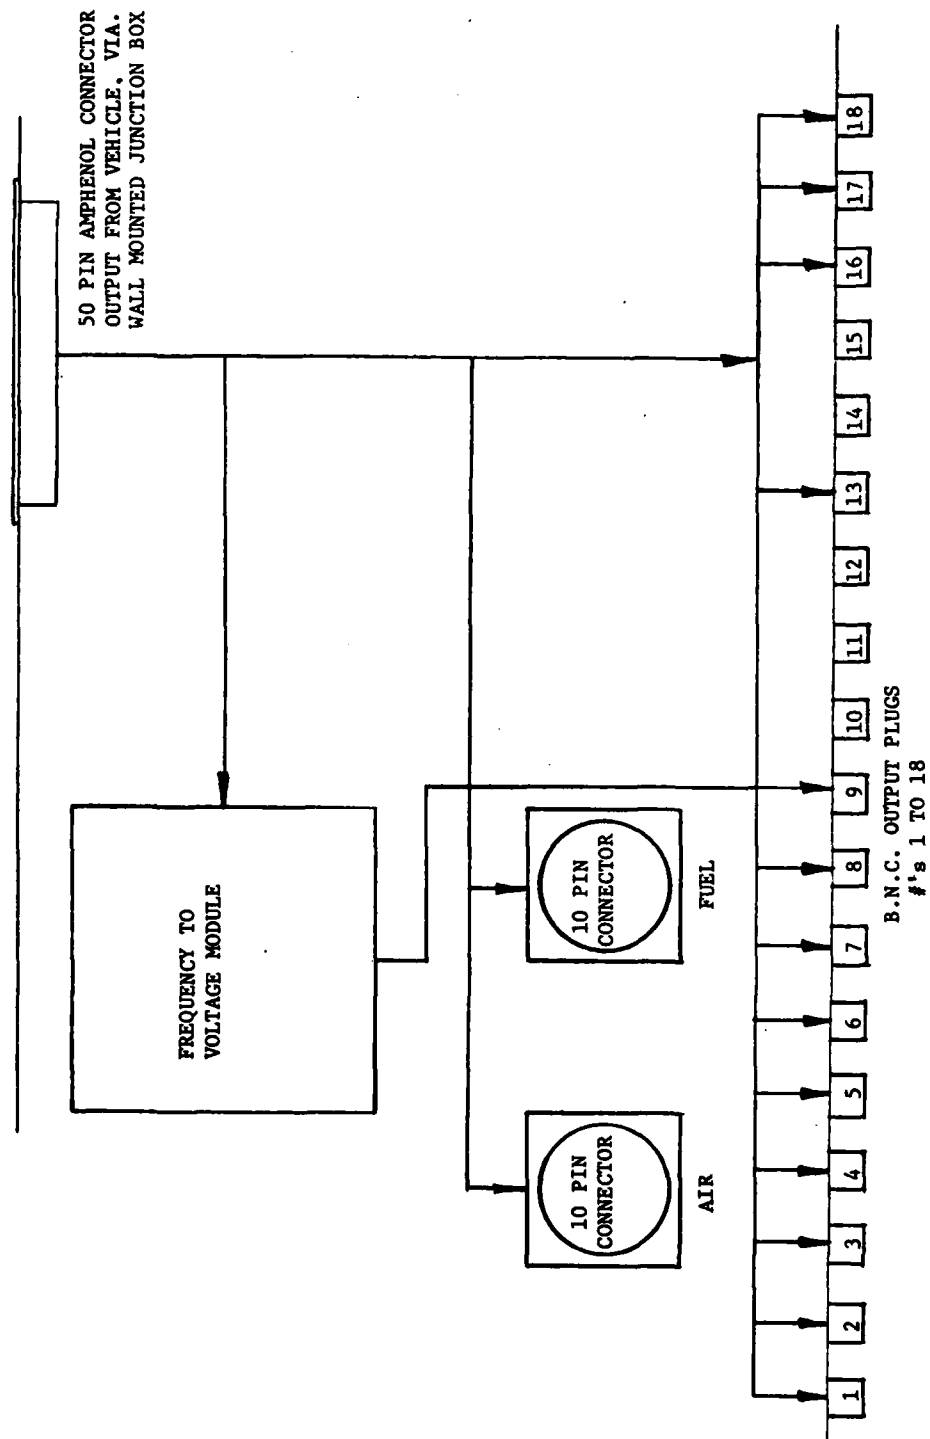 50 PIN AMPHENOL CONNECTOR
OUTPUT FROM VEHICLE, VIA.
WALL MOUNTED JUNCTION BOX
FREQUENCY TO
VOLTAGE MODULE
10 PIN
CONNECTOR
AIR
10 PIN
CONNECTOR
FUEL
1 2 3 4 5 6 7 8 9 10 11 12 13 14 15 16 17 18
B.N.C. OUTPUT PLUGS
#'s 1 TO 18